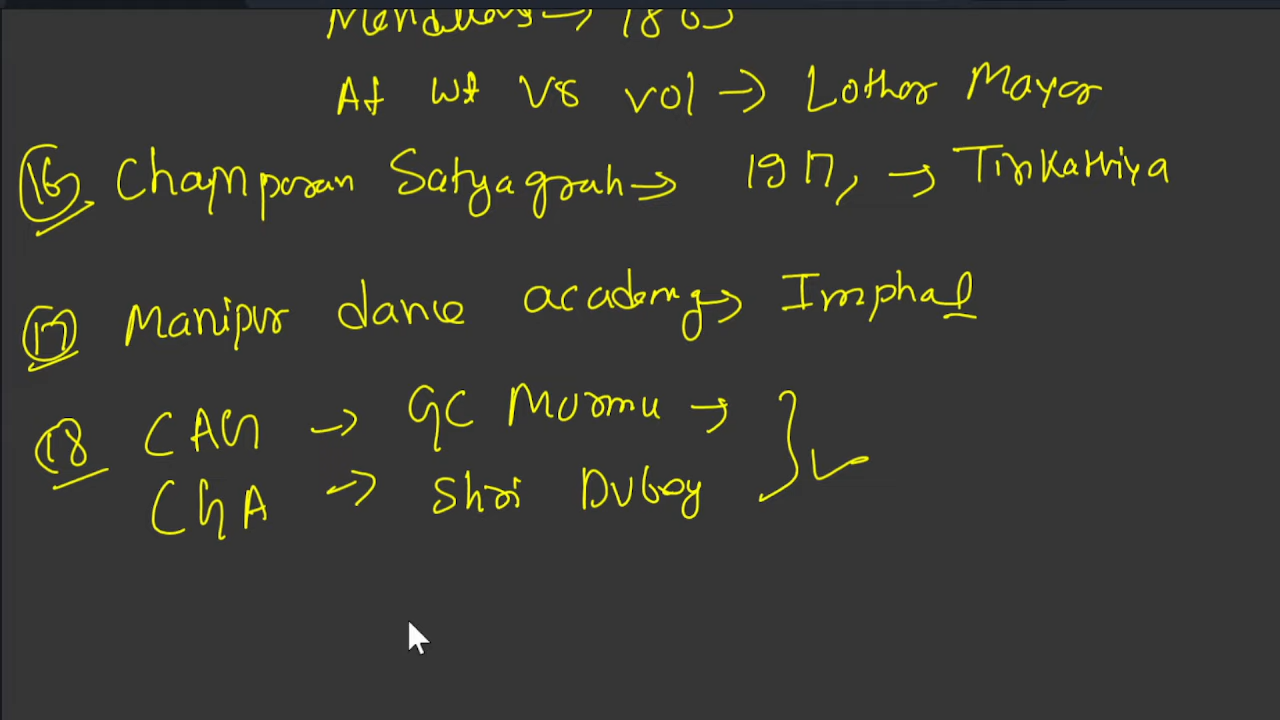 At wt vs vol → Lothar Mayar
16 Champaran Satyagrah → 1917, → Tinkathiya
17 Manipur dance academy → Imphal
18 CAG → GC Murmu →
CGA → Shri Dubey